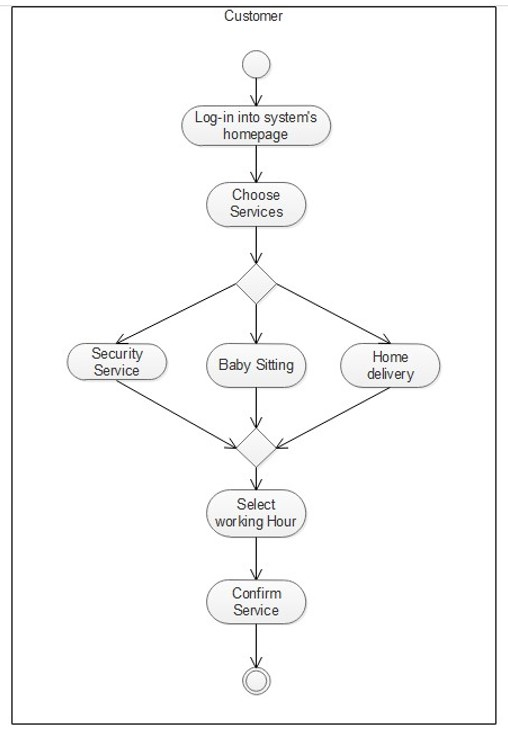 Customer
Log-in into system's
homepage
Choose
Services
Security
Service
Baby Sitting
Home
delivery
Select
working Hour
Confirm
Service